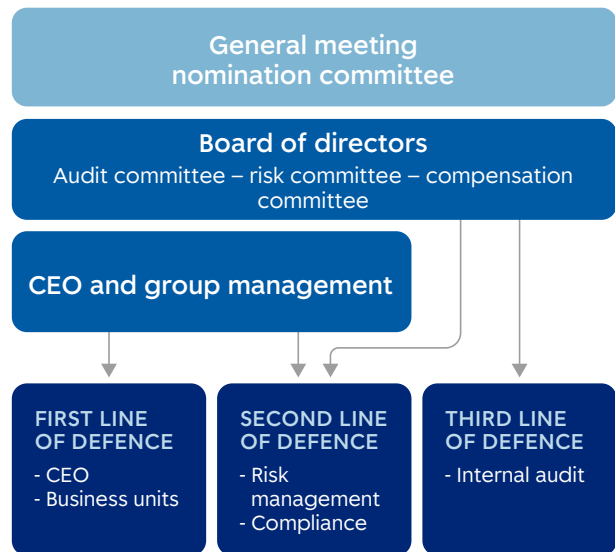 General meeting
nomination committee
Board of directors
Audit committee – risk committee – compensation
committee
CEO and group management
FIRST LINE
OF DEFENCE
- CEO
- Business units
SECOND LINE
OF DEFENCE
- Risk
management
- Compliance
THIRD LINE
OF DEFENCE
- Internal audit